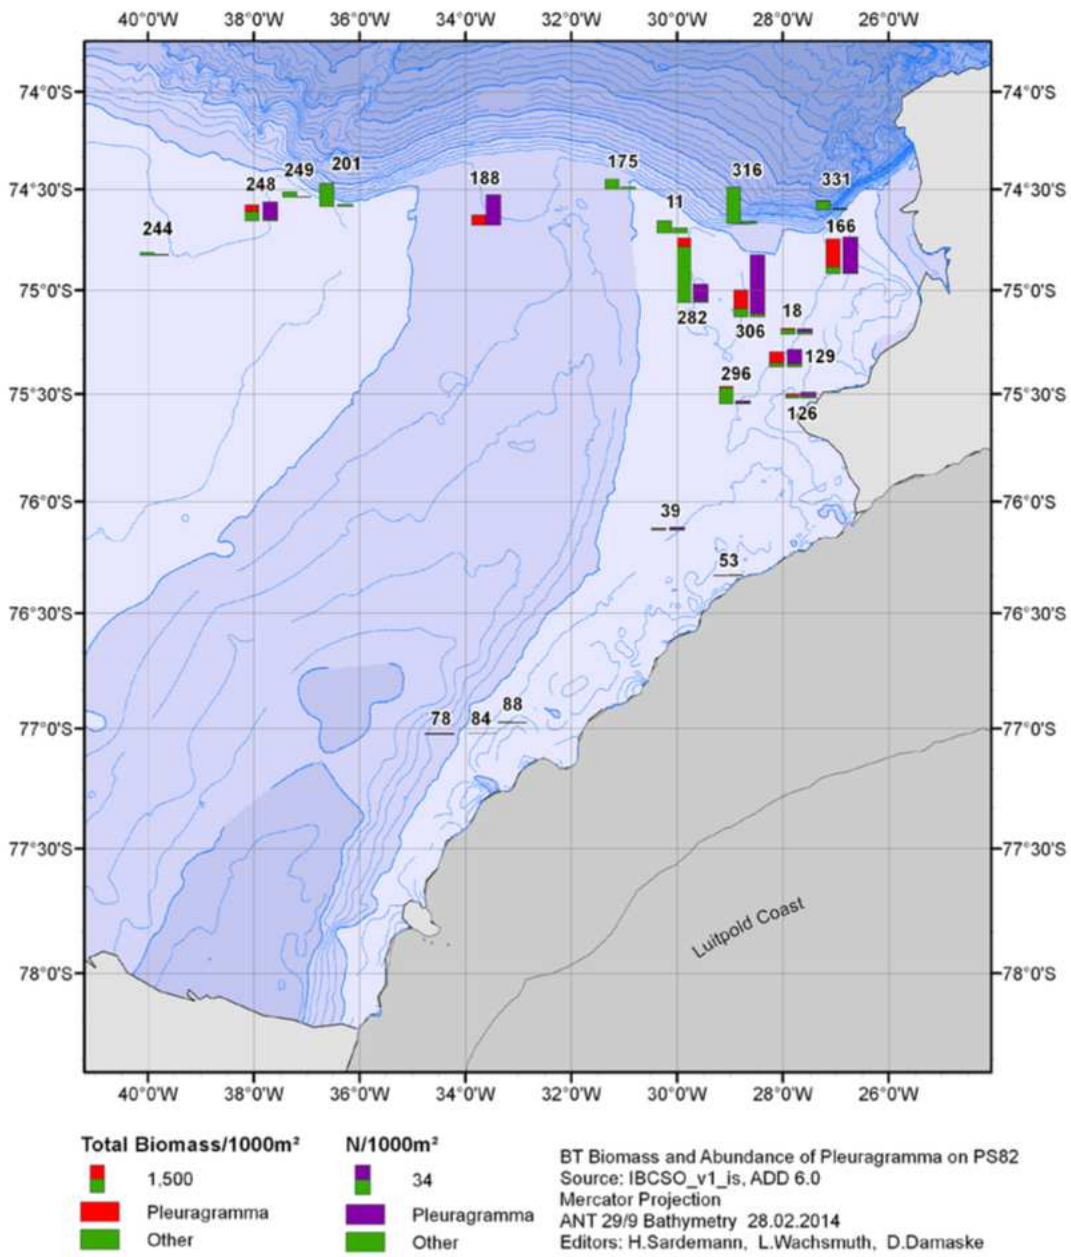 40°0'W 38°0'W 36°0'W 34°0'W 32°0'W 30°0'W 28°0'W 26°0'W
74°0'S 74°0'S
249 201 175 316
74°30'S 248 188 331 74°30'S
11
244 166
75°0'S 75°0'S
282 306 18
129
296
75°30'S 75°30'S
126
76°0'S 76°0'S
39
53
76°30'S 76°30'S
88
78 84
77°0'S 77°0'S
77°30'S 77°30'S
Luitpold Coast
78°0'S 78°0'S
40°0'W 38°0'W 36°0'W 34°0'W 32°0'W 30°0'W 28°0'W 26°0'W
Total Biomass/1000m²
1.500
Pleuragramma
Other
N/1000m²
34
Pleuragramma
Other
BT Biomass and Abundance of Pleuragramma on PS82
Source: IBCSO_v1_is, ADD 6.0
Mercator Projection
ANT 29/9 Bathymetry 28.02.2014
Editors: H.Sardemann, L.Wachsmuth, D.Damaske